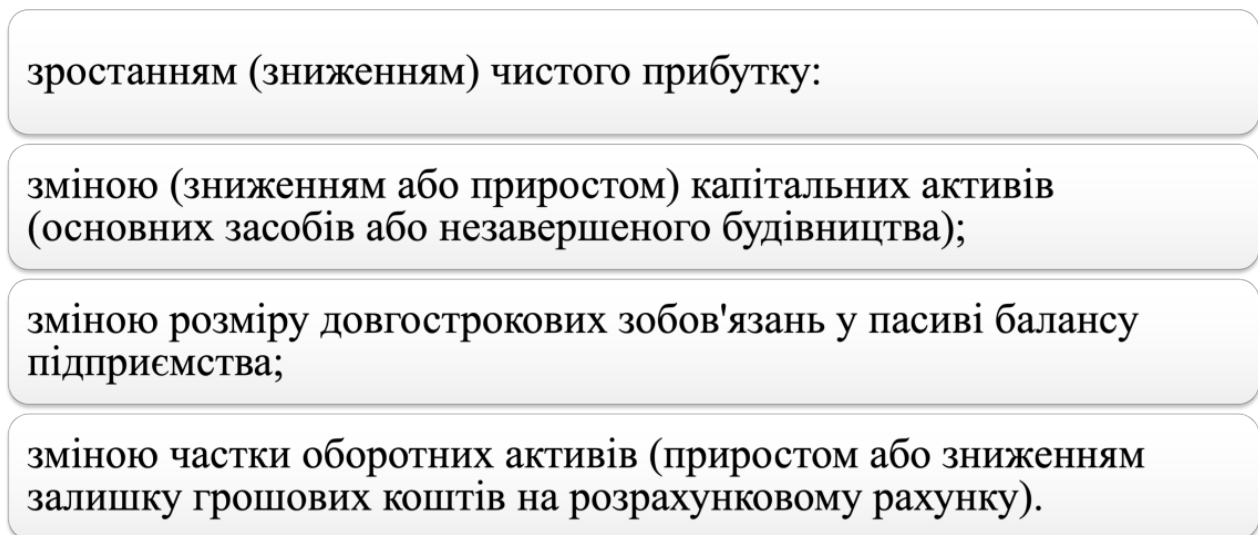 зростанням (зниженням) чистого прибутку:
зміною (зниженням або приростом) капітальних активів
(основних засобів або незавершеного будівництва);
зміною розміру довгострокових зобов'язань у пасиві балансу
підприємства;
зміною частки оборотних активів (приростом або зниженням
залишку грошових коштів на розрахунковому рахунку).